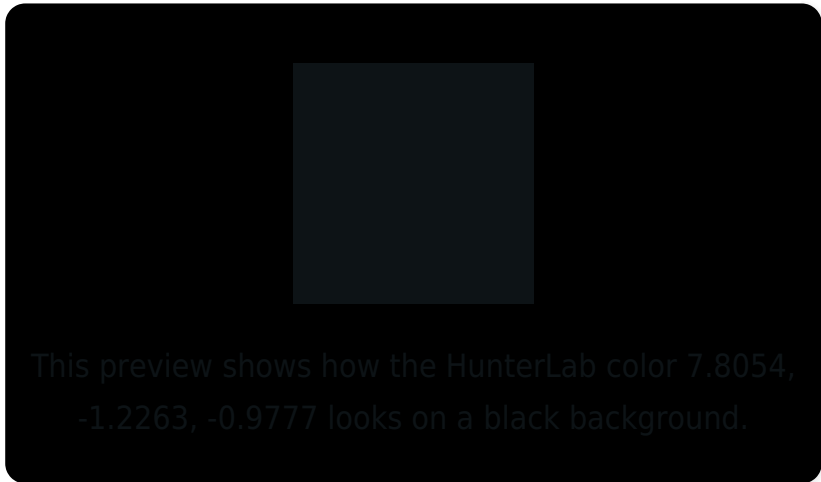 This preview shows how the HunterLab color 7.8054,
-1.2263, -0.9777 looks on a black background.